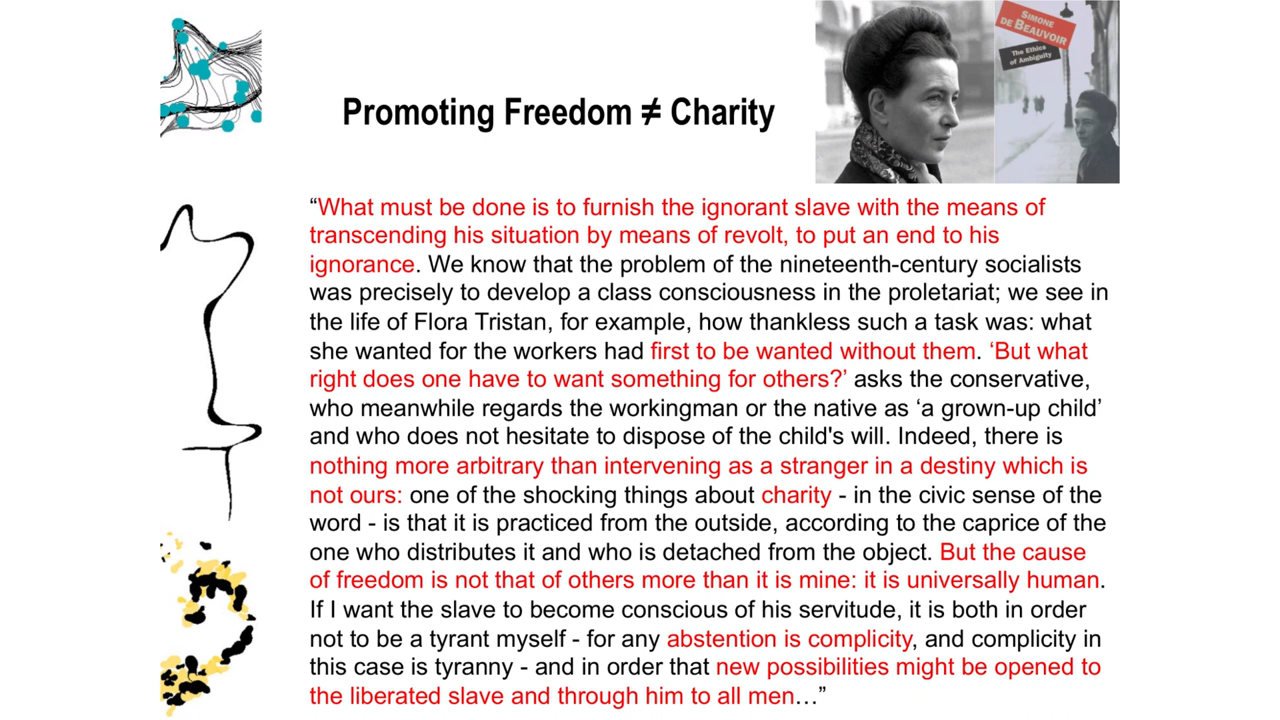 SIMONE
DE BEAUVOIR
The Ethics
of Ambiguity
Promoting Freedom ≠ Charity
“What must be done is to furnish the ignorant slave with the means of
transcending his situation by means of revolt, to put an end to his
ignorance. We know that the problem of the nineteenth-century socialists
was precisely to develop a class consciousness in the proletariat; we see in
the life of Flora Tristan, for example, how thankless such a task was: what
she wanted for the workers had first to be wanted without them. ‘But what
right does one have to want something for others?’ asks the conservative,
who meanwhile regards the workingman or the native as ‘a grown-up child’
and who does not hesitate to dispose of the child's will. Indeed, there is
nothing more arbitrary than intervening as a stranger in a destiny which is
not ours: one of the shocking things about charity - in the civic sense of the
word - is that it is practiced from the outside, according to the caprice of the
one who distributes it and who is detached from the object. But the cause
of freedom is not that of others more than it is mine: it is universally human.
If I want the slave to become conscious of his servitude, it is both in order
not to be a tyrant myself - for any abstention is complicity, and complicity in
this case is tyranny - and in order that new possibilities might be opened to
the liberated slave and through him to all men…”